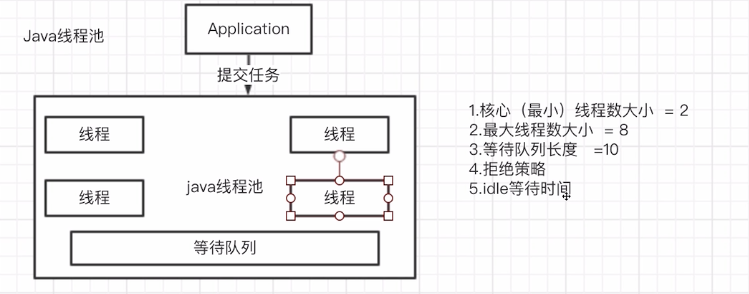 Java线程池
Application
提交任务
线程
线程
线程
java线程池
线程
等待队列
1.核心（最小）线程数大小 = 2
2.最大线程数大小 = 8
3.等待队列长度 =10
4.拒绝策略
5.idle等待时间